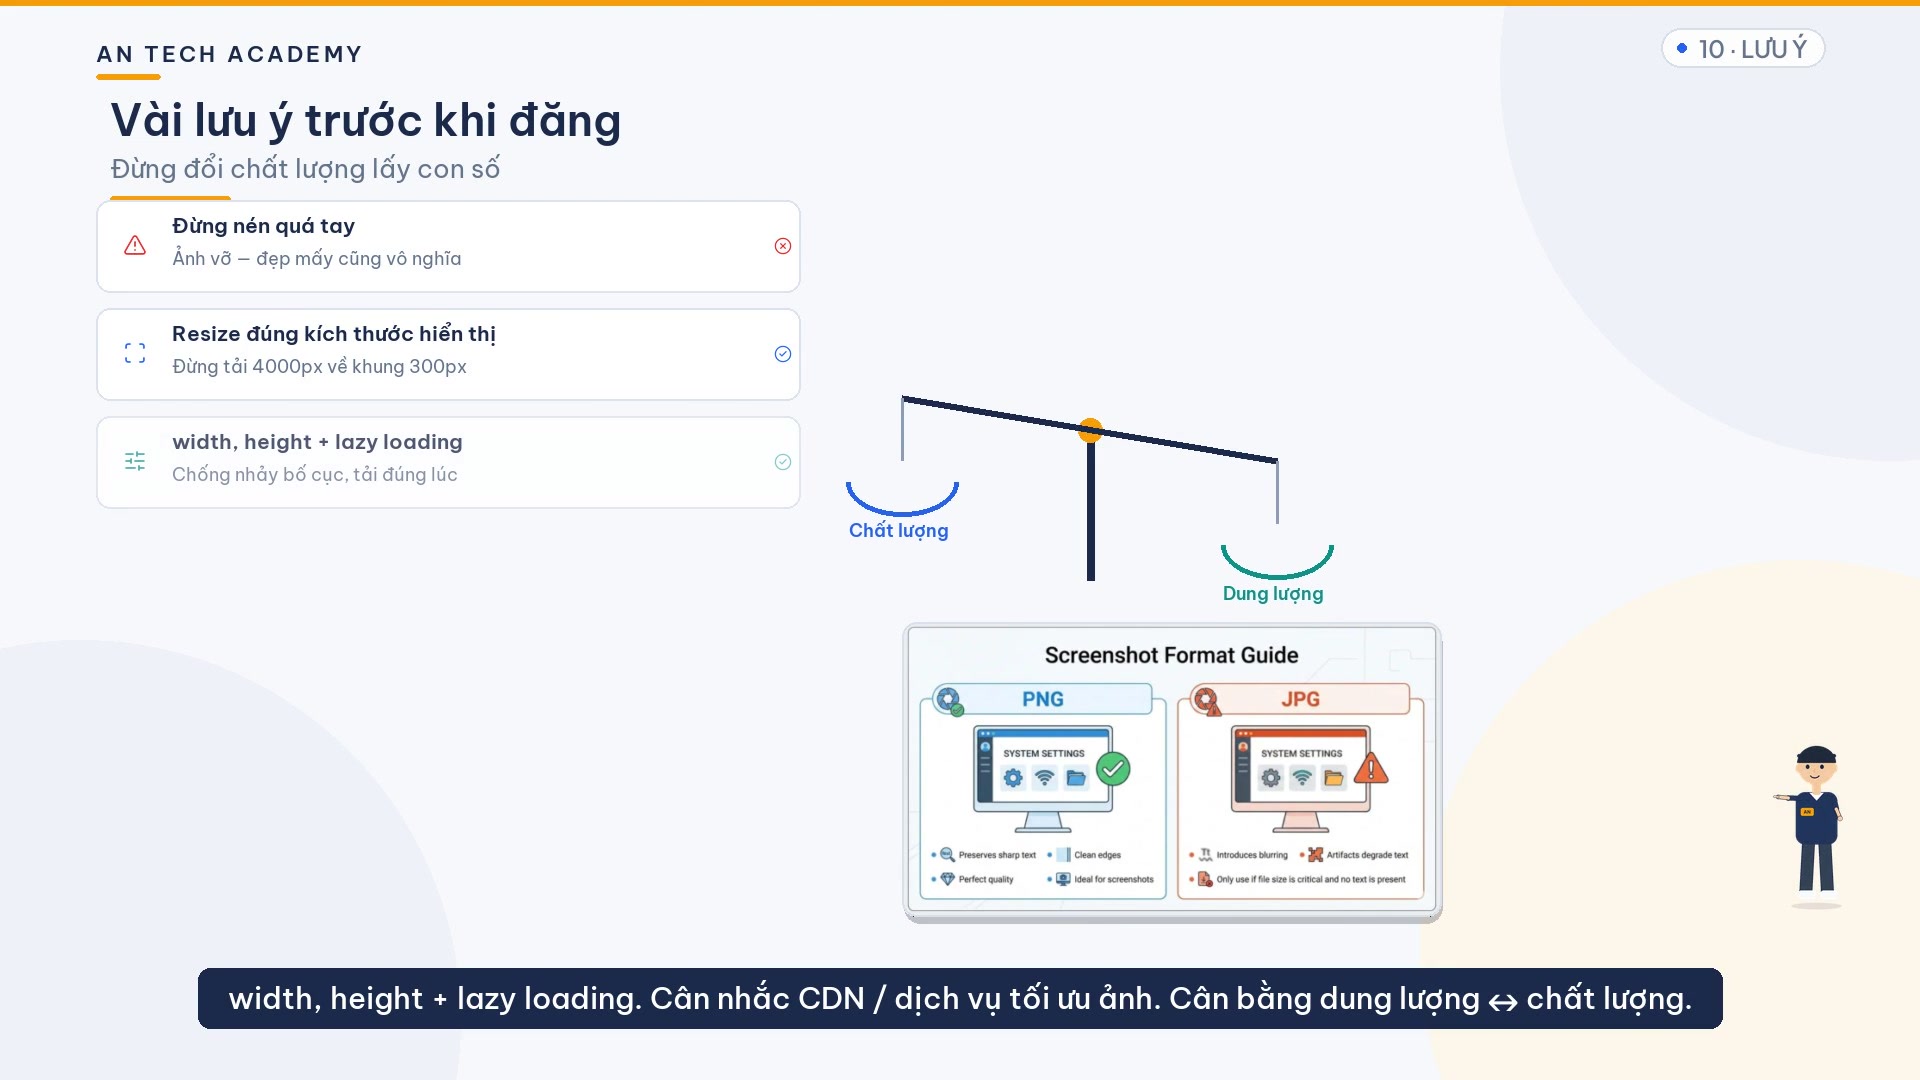 AN TECH ACADEMY
10 · LƯU Ý
Vài lưu ý trước khi đăng
Đừng đổi chất lượng lấy con số
Đừng nén quá tay
Ảnh vỡ — đẹp mấy cũng vô nghĩa
Resize đúng kích thước hiển thị
Đừng tải 4000px về khung 300px
width, height + lazy loading
Chống nhảy bố cục, tải đúng lúc
Chất lượng
Dung lượng
Screenshot Format Guide
PNG
SYSTEM SETTINGS
Preserves sharp text
Clean edges
Perfect quality
Ideal for screenshots
JPG
SYSTEM SETTINGS
Introduces blurring
Artifacts degrade text
Only use if file size is critical and no text is present
AN
width, height + lazy loading. Cân nhắc CDN / dịch vụ tối ưu ảnh. Cân bằng dung lượng ↔ chất lượng.